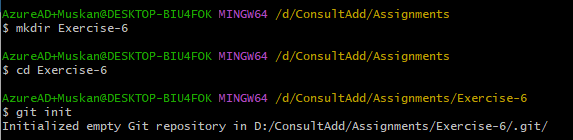 AzureAD+Muskan@DESKTOP-BIU4FOK MINGW64 /d/ConsultAdd/Assignments
$ mkdir Exercise-6
AzureAD+Muskan@DESKTOP-BIU4FOK MINGW64 /d/ConsultAdd/Assignments
$ cd Exercise-6
AzureAD+Muskan@DESKTOP-BIU4FOK MINGW64 /d/ConsultAdd/Assignments/Exercise-6
$ git init
Initialized empty Git repository in D:/ConsultAdd/Assignments/Exercise-6/.git/